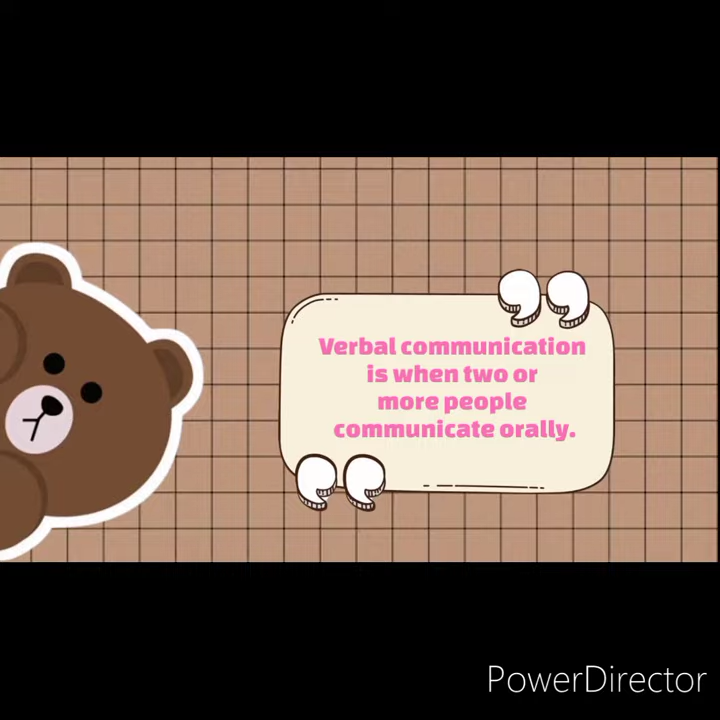 Verbal communication
is when two or
more people
communicate orally.
PowerDirector